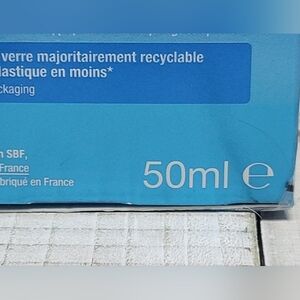 verre majoritairement recyclable
lastique en moins*
ckaging
n SBF,
France
briqué en France
50ml ℮